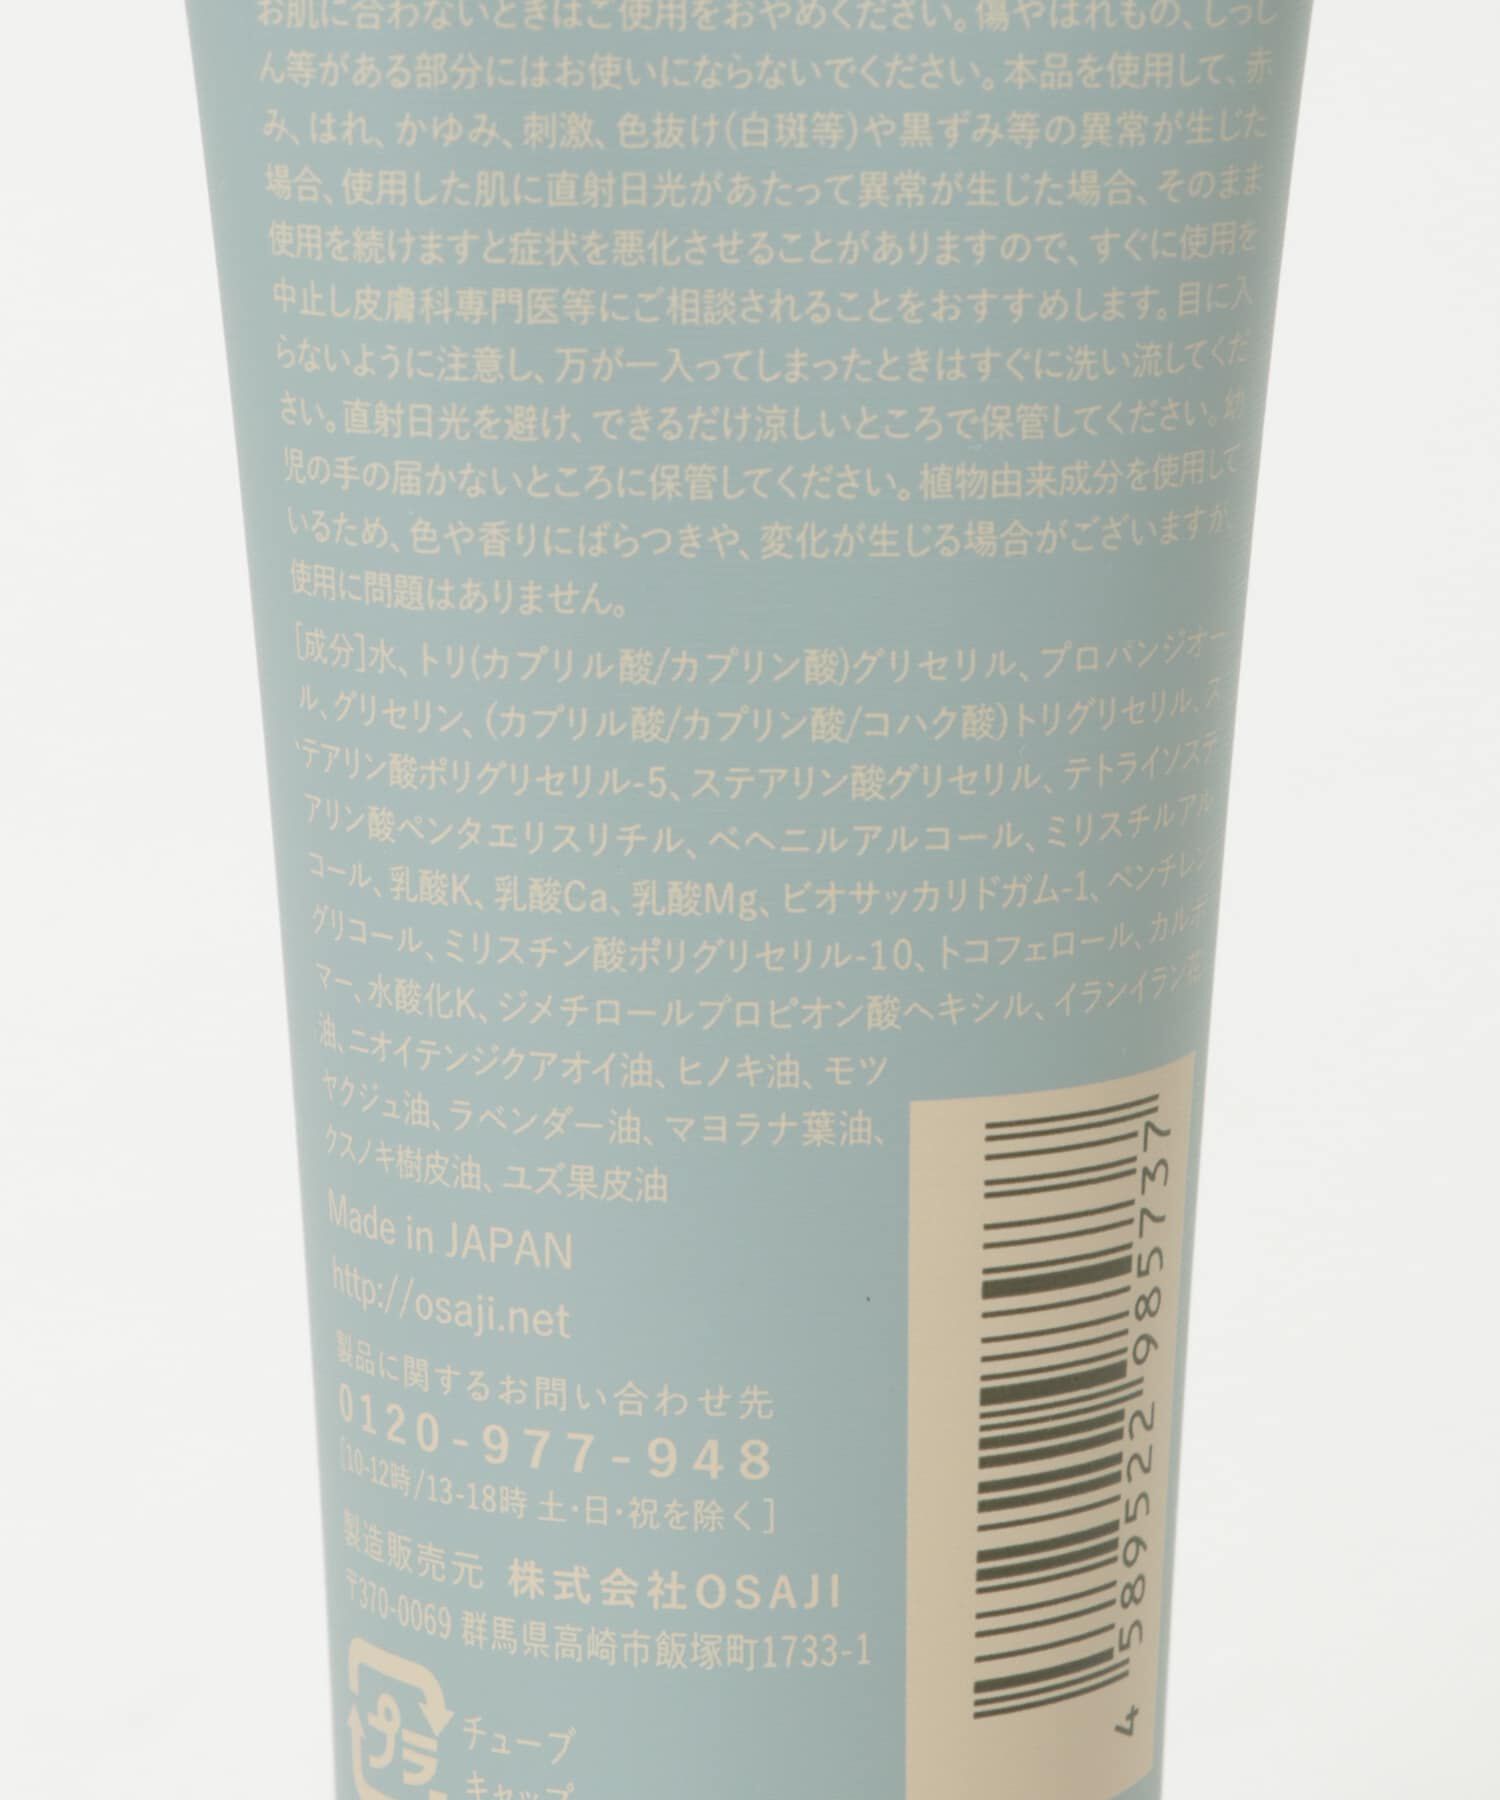 お肌に合わないときはご使用をおやめください。傷やはれもの、しっし
ん等がある部分にはお使いにならないでください。本品を使用して、赤
み、はれ、かゆみ、刺激、色抜け(白斑等)や黒ずみ等の異常が生じた
場合、使用した肌に直射日光があたって異常が生じた場合、そのまま
使用を続けますと症状を悪化させることがありますので、すぐに使用を
中止し皮膚科専門医等にご相談されることをおすすめします。目に入
らないように注意し、万が一入ってしまったときはすぐに洗い流してくだ
さい。直射日光を避け、できるだけ涼しいところで保管してください。幼
児の手の届かないところに保管してください。植物由来成分を使用して
いるため、色や香りにばらつきや、変化が生じる場合がございますが、
使用に問題はありません。
[成分]水、トリ(カプリル酸/カプリン酸)グリセリル、プロパンジオー
ル、グリセリン、(カプリル酸/カプリン酸/コハク酸)トリグリセリル、ス
テアリン酸ポリグリセリル-5、ステアリン酸グリセリル、テトライソステ
アリン酸ペンタエリスリチル、ベヘニルアルコール、ミリスチルアル
コール、乳酸K、乳酸Ca、乳酸Mg、ビオサッカリドガム-1、ペンチレン
グリコール、ミリスチン酸ポリグリセリル-10、トコフェロール、カルボ
マー、水酸化K、ジメチロールプロピオン酸ヘキシル、イランイラン花
油、ニオイテンジクアオイ油、ヒノキ油、モツ
ヤクジュ油、ラベンダー油、マヨラナ葉油、
クスノキ樹皮油、ユズ果皮油
Made in JAPAN
http://osaji.net
製品に関するお問い合わせ先
0120-977-948
[10-12時/13-18時 土・日・祝を除く]
製造販売元 株式会社OSAJI
〒370-0069 群馬県高崎市飯塚町1733-1
プラ
チューブ
キャップ
4 589522 985737